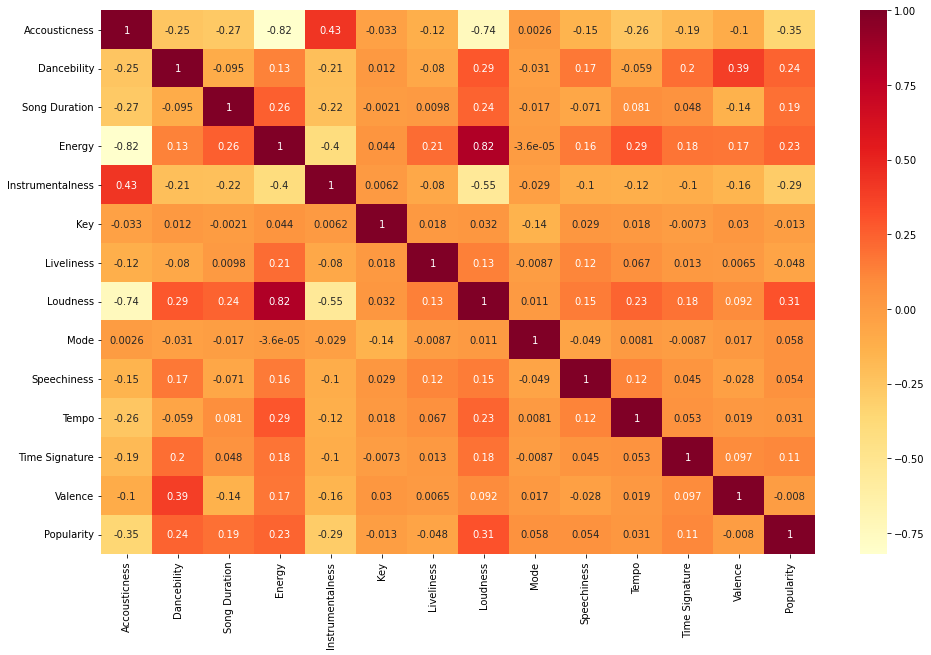 Accousticness 1 -0.25 -0.27 -0.82 0.43 -0.033 -0.12 -0.74 0.0026 -0.15 -0.26 -0.19 -0.1 -0.35
Dancebility -0.25 1 -0.095 0.13 -0.21 0.012 -0.08 0.29 -0.031 0.17 -0.059 0.2 0.39 0.24
Song Duration -0.27 -0.095 1 0.26 -0.22 -0.0021 0.0098 0.24 -0.017 -0.071 0.081 0.048 -0.14 0.19
Energy -0.82 0.13 0.26 1 -0.4 0.044 0.21 0.82 -3.6e-05 0.16 0.29 0.18 0.17 0.23
Instrumentalness 0.43 -0.21 -0.22 -0.4 1 0.0062 -0.08 -0.55 -0.029 -0.1 -0.12 -0.1 -0.16 -0.29
Key -0.033 0.012 -0.0021 0.044 0.0062 1 0.018 0.032 -0.14 0.029 0.018 -0.0073 0.03 -0.013
Liveliness -0.12 -0.08 0.0098 0.21 -0.08 0.018 1 0.13 -0.0087 0.12 0.067 0.013 0.0065 -0.048
Loudness -0.74 0.29 0.24 0.82 -0.55 0.032 0.13 1 0.011 0.15 0.23 0.18 0.092 0.31
Mode 0.0026 -0.031 -0.017 -3.6e-05 -0.029 -0.14 -0.0087 0.011 1 -0.049 0.0081 -0.0087 0.017 0.058
Speechiness -0.15 0.17 -0.071 0.16 -0.1 0.029 0.12 0.15 -0.049 1 0.12 0.045 -0.028 0.054
Tempo -0.26 -0.059 0.081 0.29 -0.12 0.018 0.067 0.23 0.0081 0.12 1 0.053 0.019 0.031
Time Signature -0.19 0.2 0.048 0.18 -0.1 -0.0073 0.013 0.18 -0.0087 0.045 0.053 1 0.097 0.11
Valence -0.1 0.39 -0.14 0.17 -0.16 0.03 0.0065 0.092 0.017 -0.028 0.019 0.097 1 -0.008
Popularity -0.35 0.24 0.19 0.23 -0.29 -0.013 -0.048 0.31 0.058 0.054 0.031 0.11 -0.008 1
Accousticness
Dancebility
Song Duration
Energy
Instrumentalness
Key
Liveliness
Loudness
Mode
Speechiness
Tempo
Time Signature
Valence
Popularity
1.00
0.75
0.50
0.25
0.00
−0.25
−0.50
−0.75